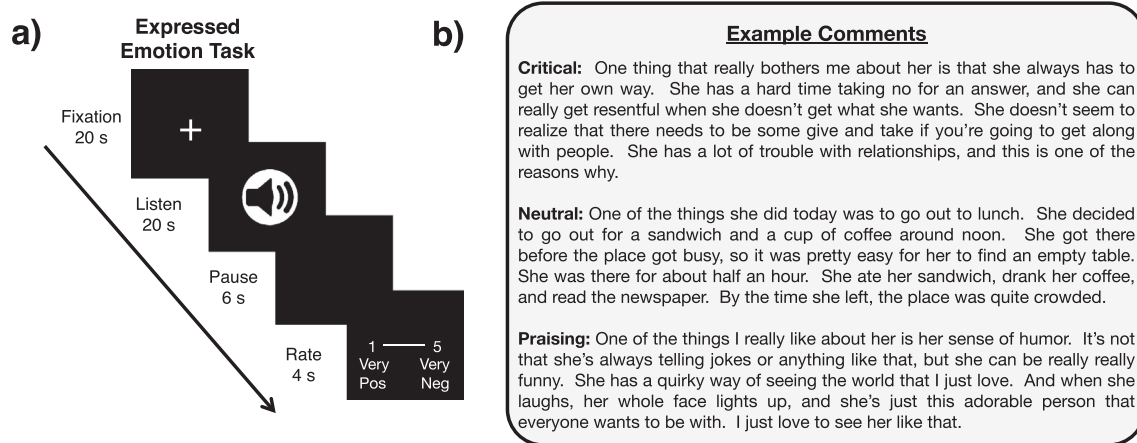 a)
Expressed
Emotion Task
Fixation
20 s
Listen
20 s
Pause
6 s
Rate
4 s
1
5
Very
Pos
Very
Neg
b)
Example Comments
Critical: One thing that really bothers me about her is that she always has to
get her own way. She has a hard time taking no for an answer, and she can
really get resentful when she doesn't get what she wants. She doesn't seem to
realize that there needs to be some give and take if you're going to get along
with people. She has a lot of trouble with relationships, and this is one of the
reasons why.
Neutral: One of the things she did today was to go out to lunch. She decided
to go out for a sandwich and a cup of coffee around noon. She got there
before the place got busy, so it was pretty easy for her to find an empty table.
She was there for about half an hour. She ate her sandwich, drank her coffee,
and read the newspaper. By the time she left, the place was quite crowded.
Praising: One of the things I really like about her is her sense of humor. It's not
that she's always telling jokes or anything like that, but she can be really really
funny. She has a quirky way of seeing the world that I just love. And when she
laughs, her whole face lights up, and she's just this adorable person that
everyone wants to be with. I just love to see her like that.